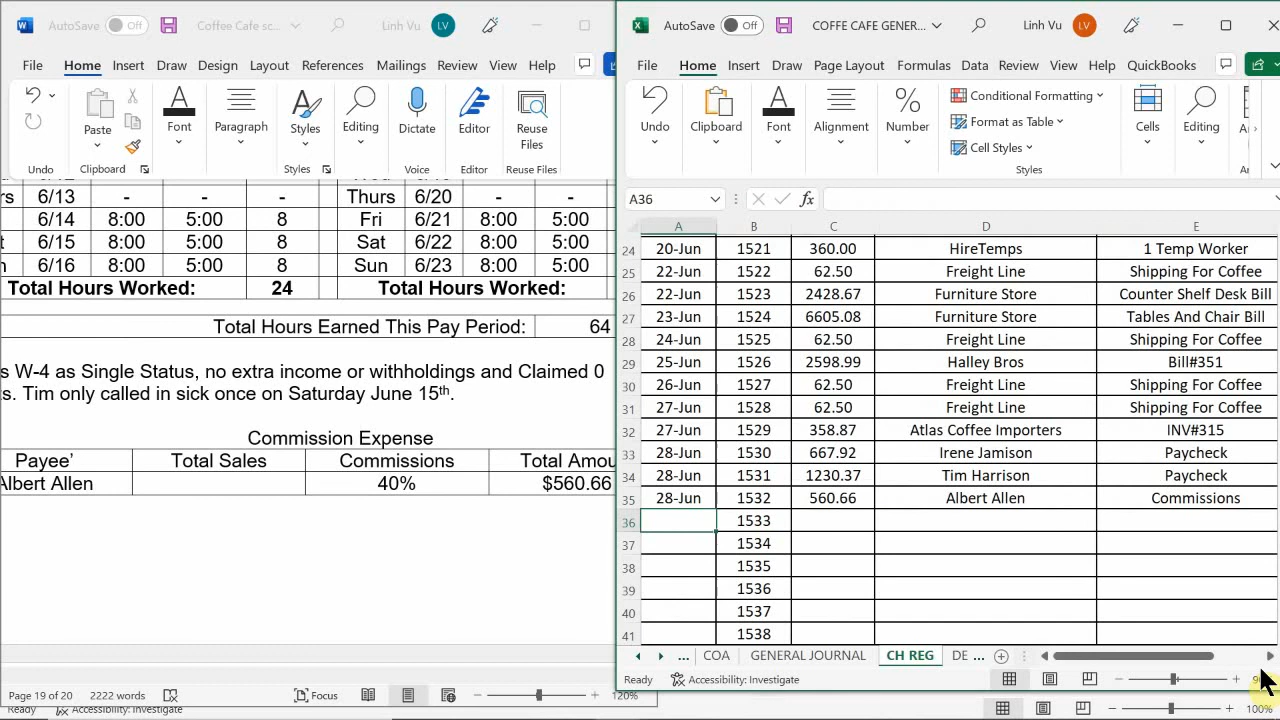 AutoSave Off Coffee Cafe sc... Linh Vu LV
File Home Insert Draw Design Layout References Mailings Review View Help
Paste Font Paragraph Styles Editing Dictate Editor Reuse Files
Undo Clipboard Styles Voice Editor Reuse Files
6/13 - - - Thurs 6/20 - -
6/14 8:00 5:00 8 Fri 6/21 8:00 5:00
6/15 8:00 5:00 8 Sat 6/22 8:00 5:00
6/16 8:00 5:00 8 Sun 6/23 8:00 5:00
Total Hours Worked: 24 Total Hours Worked:
Total Hours Earned This Pay Period: 64
s W-4 as Single Status, no extra income or withholdings and Claimed 0
s. Tim only called in sick once on Saturday June 15th.
Commission Expense
Payee' Total Sales Commissions Total Amou
Albert Allen 40% $560.66
Page 19 of 20 2222 words Focus 120%
Ready Accessibility: Investigate 100%
AutoSave Off COFFE CAFE GENER... Linh Vu LV
File Home Insert Draw Page Layout Formulas Data Review View Help QuickBooks
Undo Clipboard Font Alignment Number Conditional Formatting Format as Table Cell Styles Cells Editing
Styles
A36 fx
A B C D E
24 20-Jun 1521 360.00 HireTemps 1 Temp Worker
25 22-Jun 1522 62.50 Freight Line Shipping For Coffee
26 22-Jun 1523 2428.67 Furniture Store Counter Shelf Desk Bill
27 23-Jun 1524 6605.08 Furniture Store Tables And Chair Bill
28 24-Jun 1525 62.50 Freight Line Shipping For Coffee
29 25-Jun 1526 2598.99 Halley Bros Bill#351
30 26-Jun 1527 62.50 Freight Line Shipping For Coffee
31 27-Jun 1528 62.50 Freight Line Shipping For Coffee
32 27-Jun 1529 358.87 Atlas Coffee Importers INV#315
33 28-Jun 1530 667.92 Irene Jamison Paycheck
34 28-Jun 1531 1230.37 Tim Harrison Paycheck
35 28-Jun 1532 560.66 Albert Allen Commissions
36 1533
37 1534
38 1535
39 1536
40 1537
41 1538
... COA GENERAL JOURNAL CH REG DE ...
Ready Accessibility: Investigate